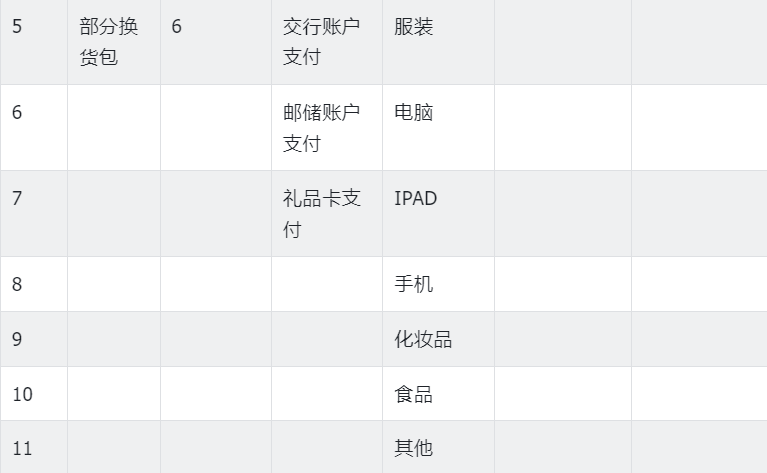 5 部分换 6 交行账户 服装
货包 支付
6 邮储账户 电脑
支付
7 礼品卡支 IPAD
付
8 手机
9 化妆品
10 食品
11 其他